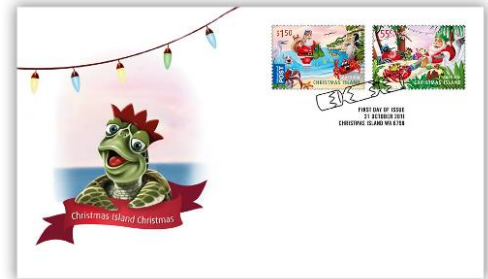 $1.50
CHRISTMAS ISLAND
55c
CHRISTMAS ISLAND
FIRST DAY OF ISSUE
31 OCTOBER 2011
CHRISTMAS ISLAND WA 6798
Christmas Island Christmas